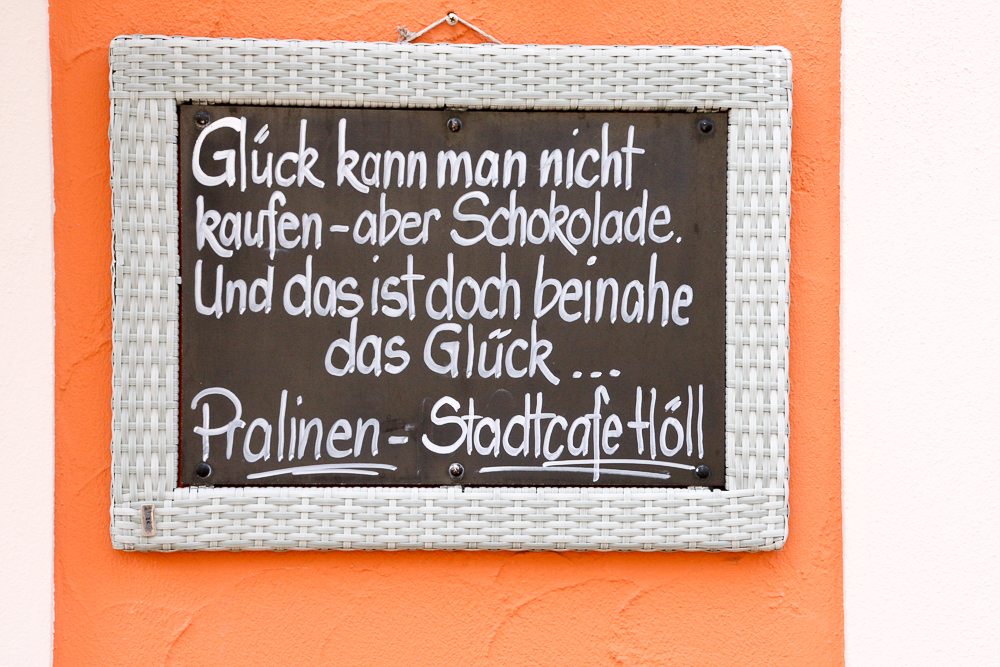 Glück kann man nicht
kaufen - aber Schokolade.
Und das ist doch beinahe
das Glück ...
Pralinen - Stadtcafe Höll